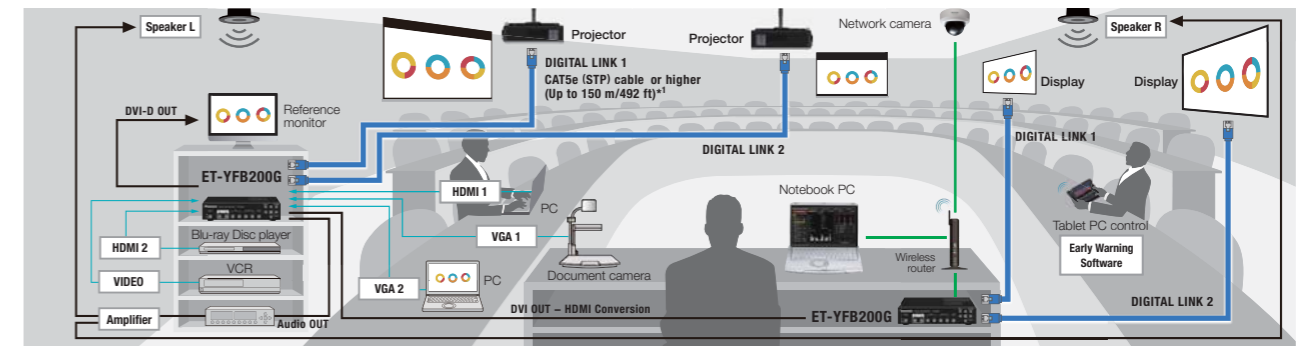 Speaker L
Projector
Projector
Network camera
Speaker R
DIGITAL LINK 1
CAT5e (STP) cable or higher
(Up to 150 m/492 ft)*1
Display
Display
DVI-D OUT
Reference
monitor
DIGITAL LINK 1
DIGITAL LINK 2
ET-YFB200G
HDMI 1
PC
Notebook PC
Tablet PC control
Early Warning
Software
Blu-ray Disc player
HDMI 2
VGA 1
Document camera
Wireless
router
VCR
VIDEO
VGA 2
PC
DVI OUT – HDMI Conversion
ET-YFB200G
DIGITAL LINK 2
Amplifier
Audio OUT